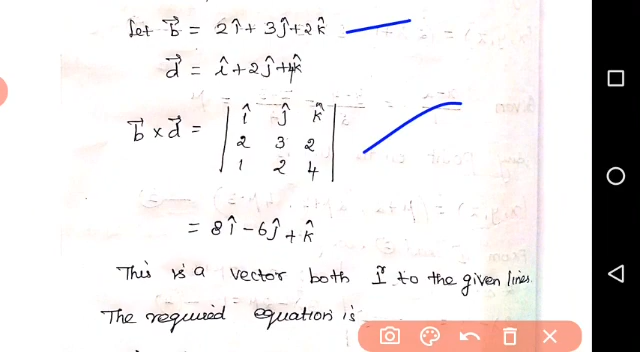 Let b⃗ = 2î + 3ĵ + 2k̂
d⃗ = î + 2ĵ + 4k̂
b⃗ × d⃗ = | î ĵ k̂ |
| 2 3 2 |
| 1 2 4 |
= 8î - 6ĵ + k̂
This is a vector both ⊥r to the given lines.
The required equation is